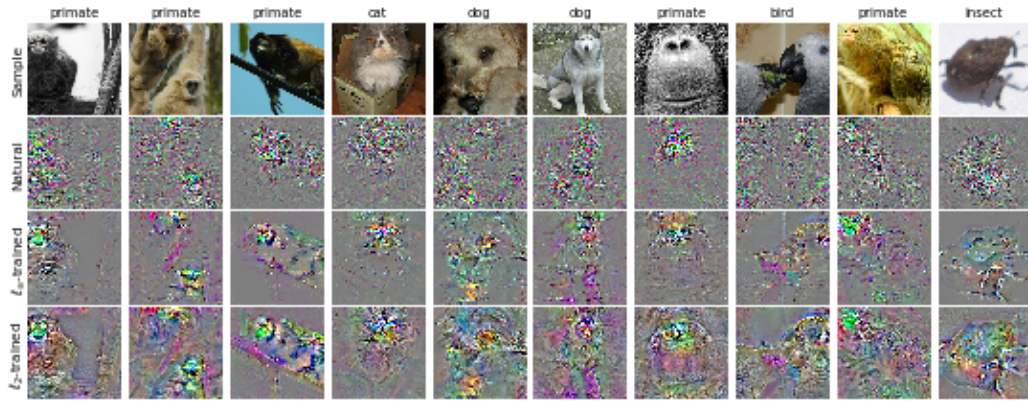 primate primate primate cat dog dog primate bird primate insect
Sample
Natural
ℓ∞-trained
ℓ2-trained